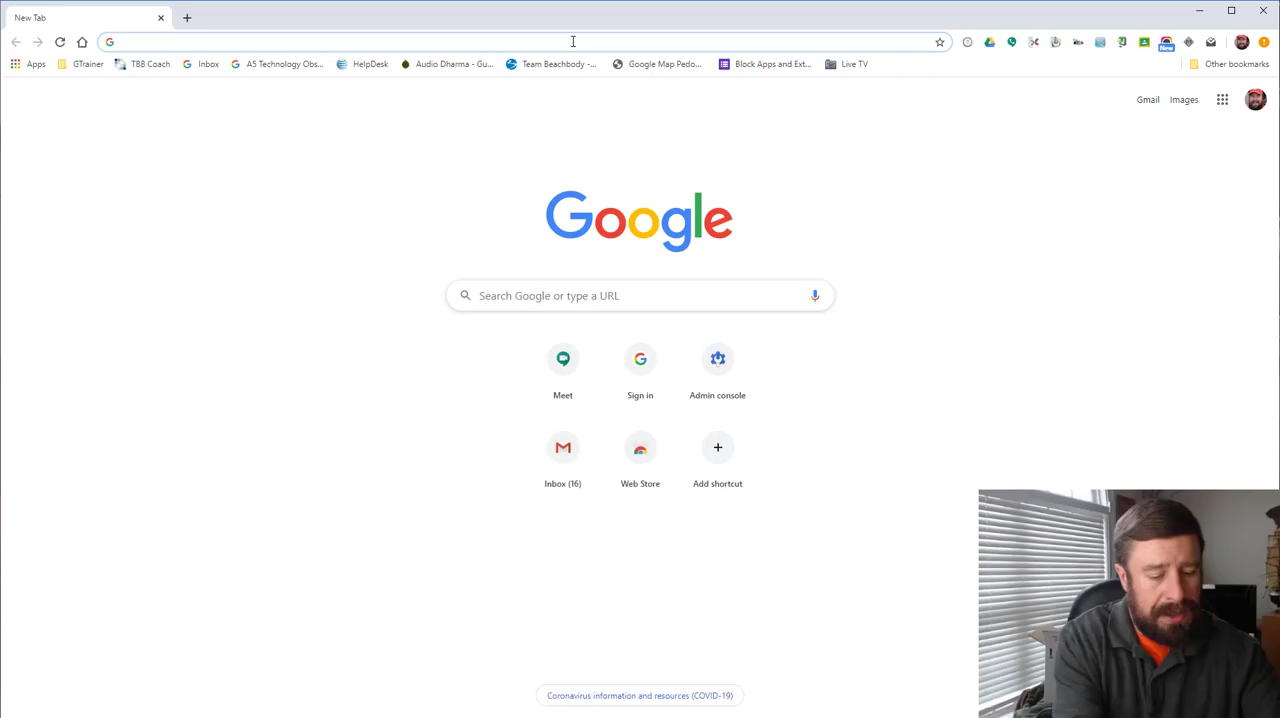 New Tab
Apps GTrainer TBB Coach Inbox A5 Technology Obs... HelpDesk Audio Dharma - Gu... Team Beachbody -... Google Map Pedo... Block Apps and Ext... Live TV Other bookmarks
New
Gmail Images
Google
Search Google or type a URL
Meet Sign in Admin console
Inbox (16) Web Store Add shortcut
Coronavirus information and resources (COVID-19)